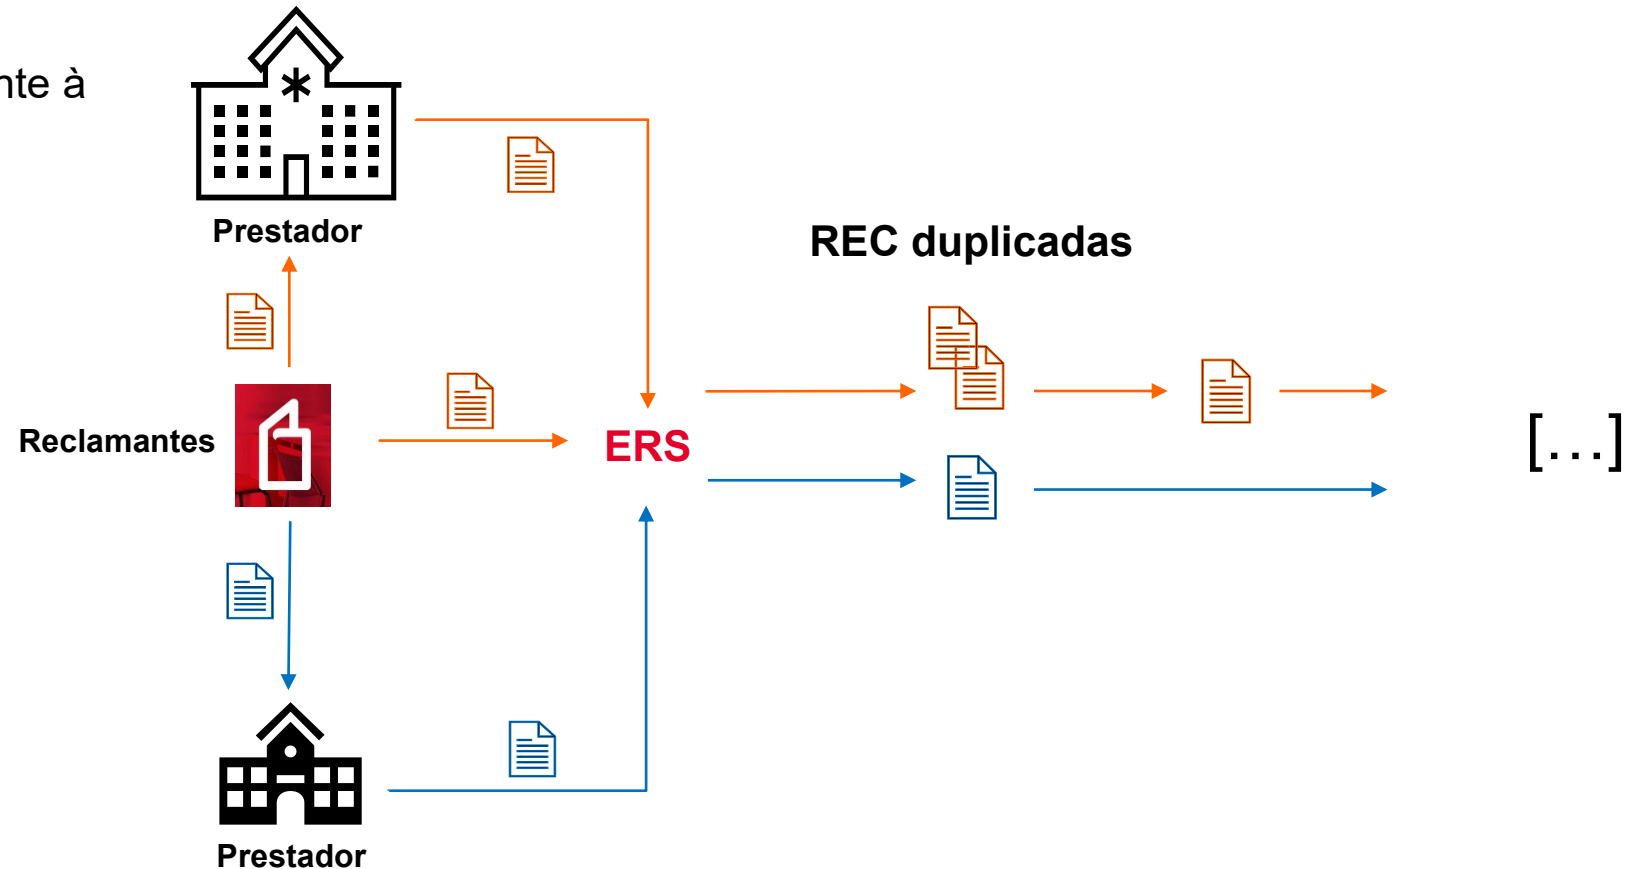 nte à
Prestador
REC duplicadas
Reclamantes
ERS
[…]
Prestador